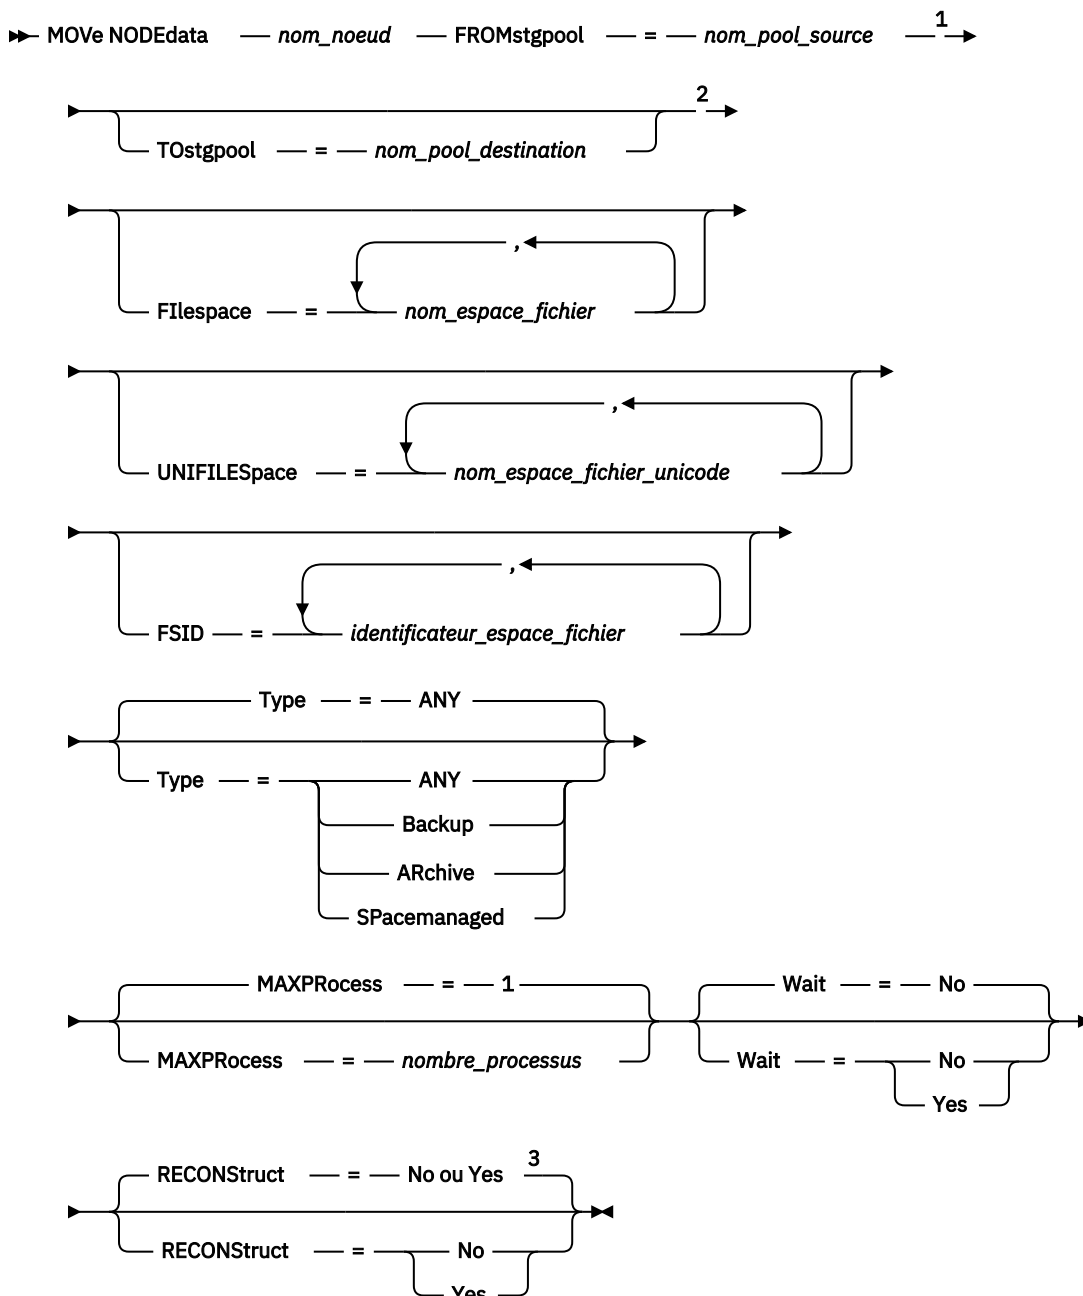 MOVe NODEdata nom_noeud FROMstgpool = nom_pool_source 1
2
TOstgpool = nom_pool_destination
,
FIlespace = nom_espace_fichier
,
UNIFILESpace = nom_espace_fichier_unicode
,
FSID = identificateur_espace_fichier
Type = ANY
Type = ANY
Backup
ARchive
SPacemanaged
MAXPRocess = 1 Wait = No
MAXPRocess = nombre_processus Wait = No
Yes
RECONStruct = No ou Yes 3
RECONStruct = No
Yes